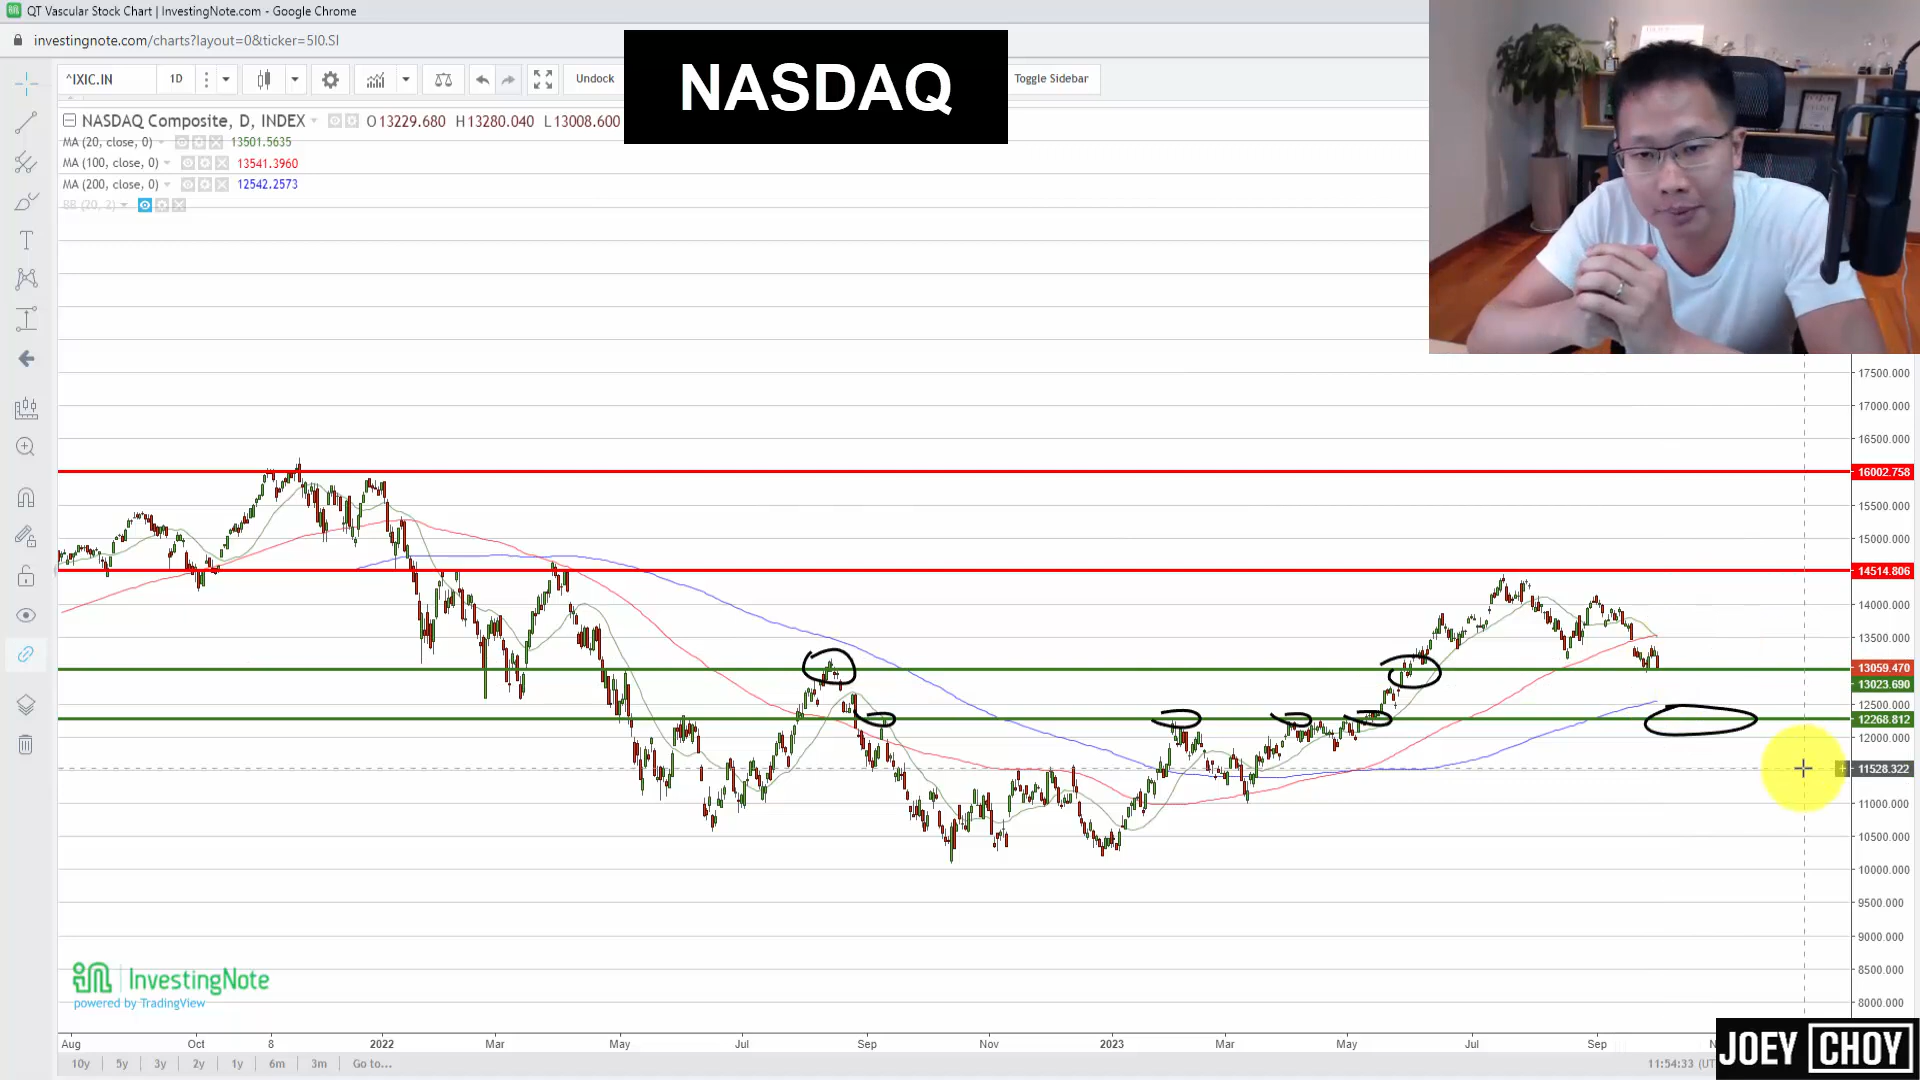 QT Vascular Stock Chart | InvestingNote.com - Google Chrome
investingnote.com/charts?layout=0&ticker=5I0.SI
^IXIC.IN 1D Undock Toggle Sidebar
NASDAQ
NASDAQ Composite, D, INDEX O13229.680 H13280.040 L13008.600
MA (20, close, 0) 13501.5635
MA (100, close, 0) 13541.3960
MA (200, close, 0) 12542.2573
BB (20, 2)
17500.000
17000.000
16500.000
16002.758
15500.000
15000.000
14514.806
14000.000
13500.000
13059.470
13023.690
12500.000
12268.812
12000.000
11528.322
11000.000
10500.000
10000.000
9500.000
9000.000
8500.000
8000.000
InvestingNote
powered by TradingView
Aug Oct 8 2022 Mar May Jul Sep Nov 2023 Mar May Jul Sep
10y 5y 3y 2y 1y 6m 3m Go to... 11:54:33
JOEY CHOY